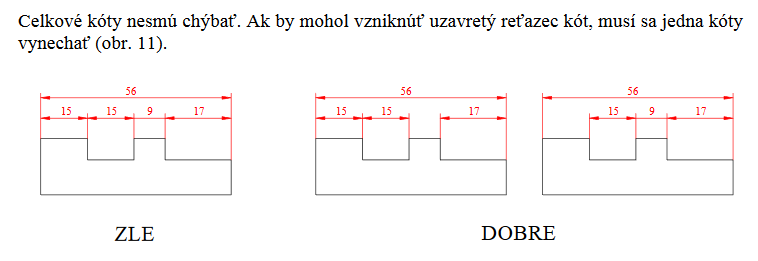 Celkové kóty nesmú chýbať. Ak by mohol vzniknúť uzavretý reťazec kót, musí sa jedna kóty
vynechať (obr. 11).
56 56 56
15 15 9 17 15 15 17 15 9 17
ZLE DOBRE